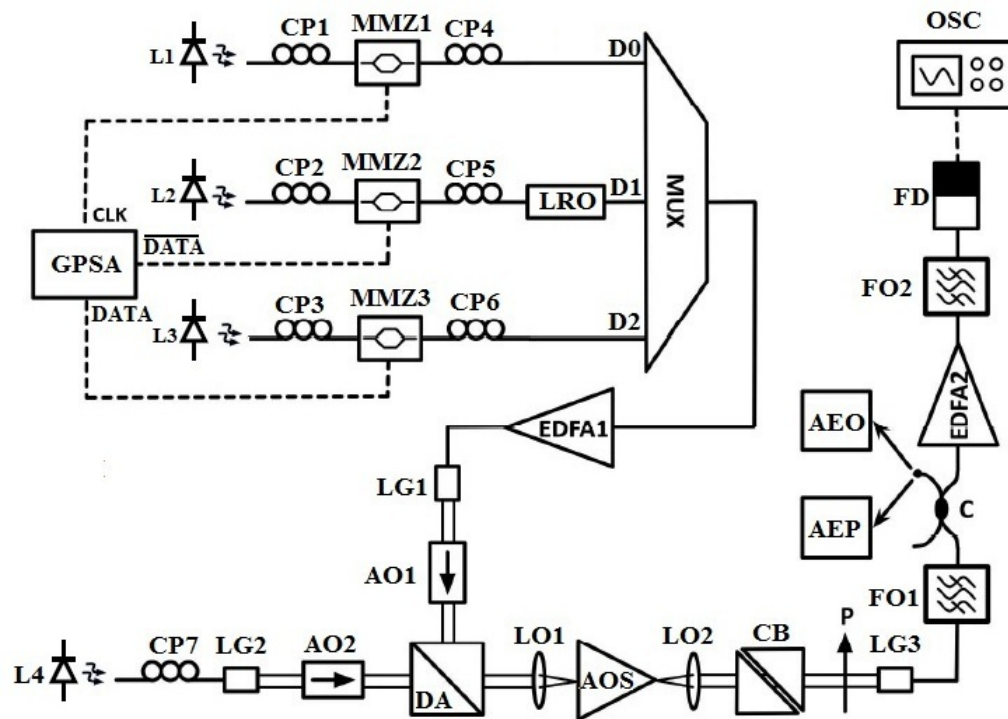 OSC
CP1
MMZ1
CP4
L1
D0
CP2
MMZ2
CP5
L2
LRO
D1
MUX
FD
CLK
GPSA
DATA
DATA
CP3
MMZ3
CP6
L3
D2
FO2
EDFA1
EDFA2
AEO
LG1
C
AEP
AO1
FO1
P
CP7
LG2
AO2
LO1
LO2
CB
LG3
L4
DA
AOS